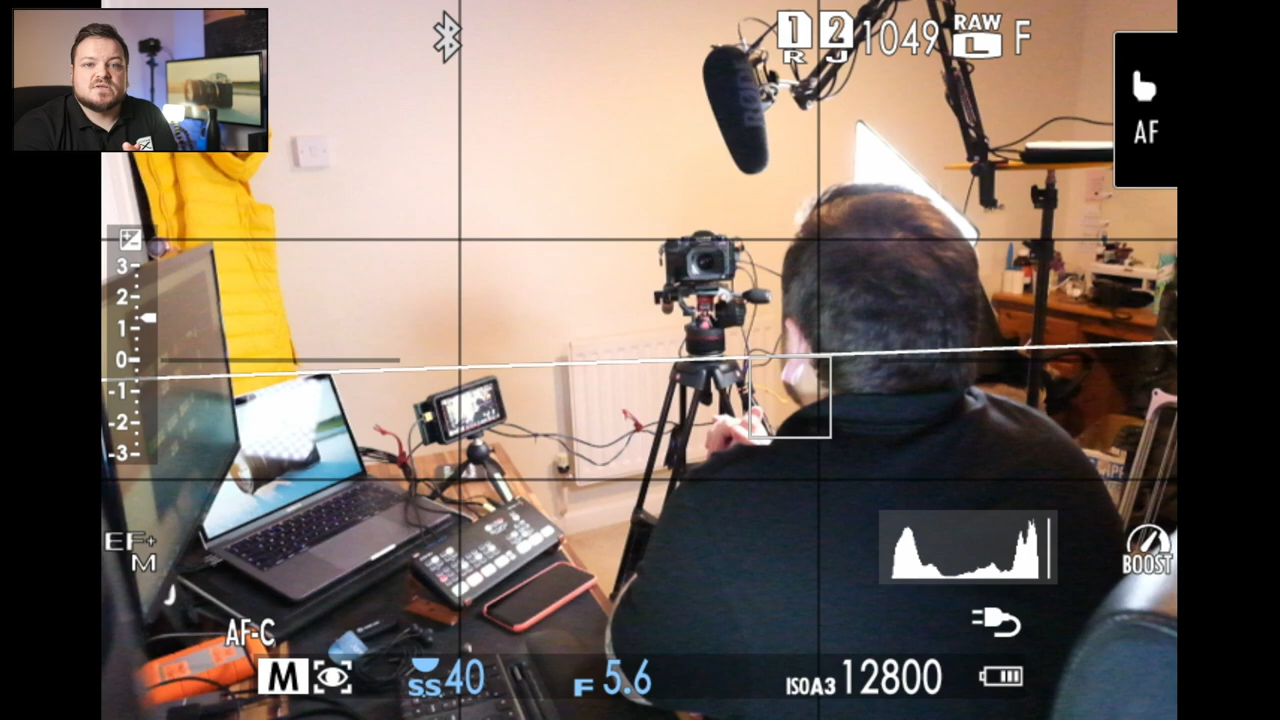 1 2 1049 RAW F
R J L
RØDE
AF
3
2
1
0
-1
-2
-3
EF+
M
BOOST
AF-C
M SS 40 F 5.6 ISO A3 12800